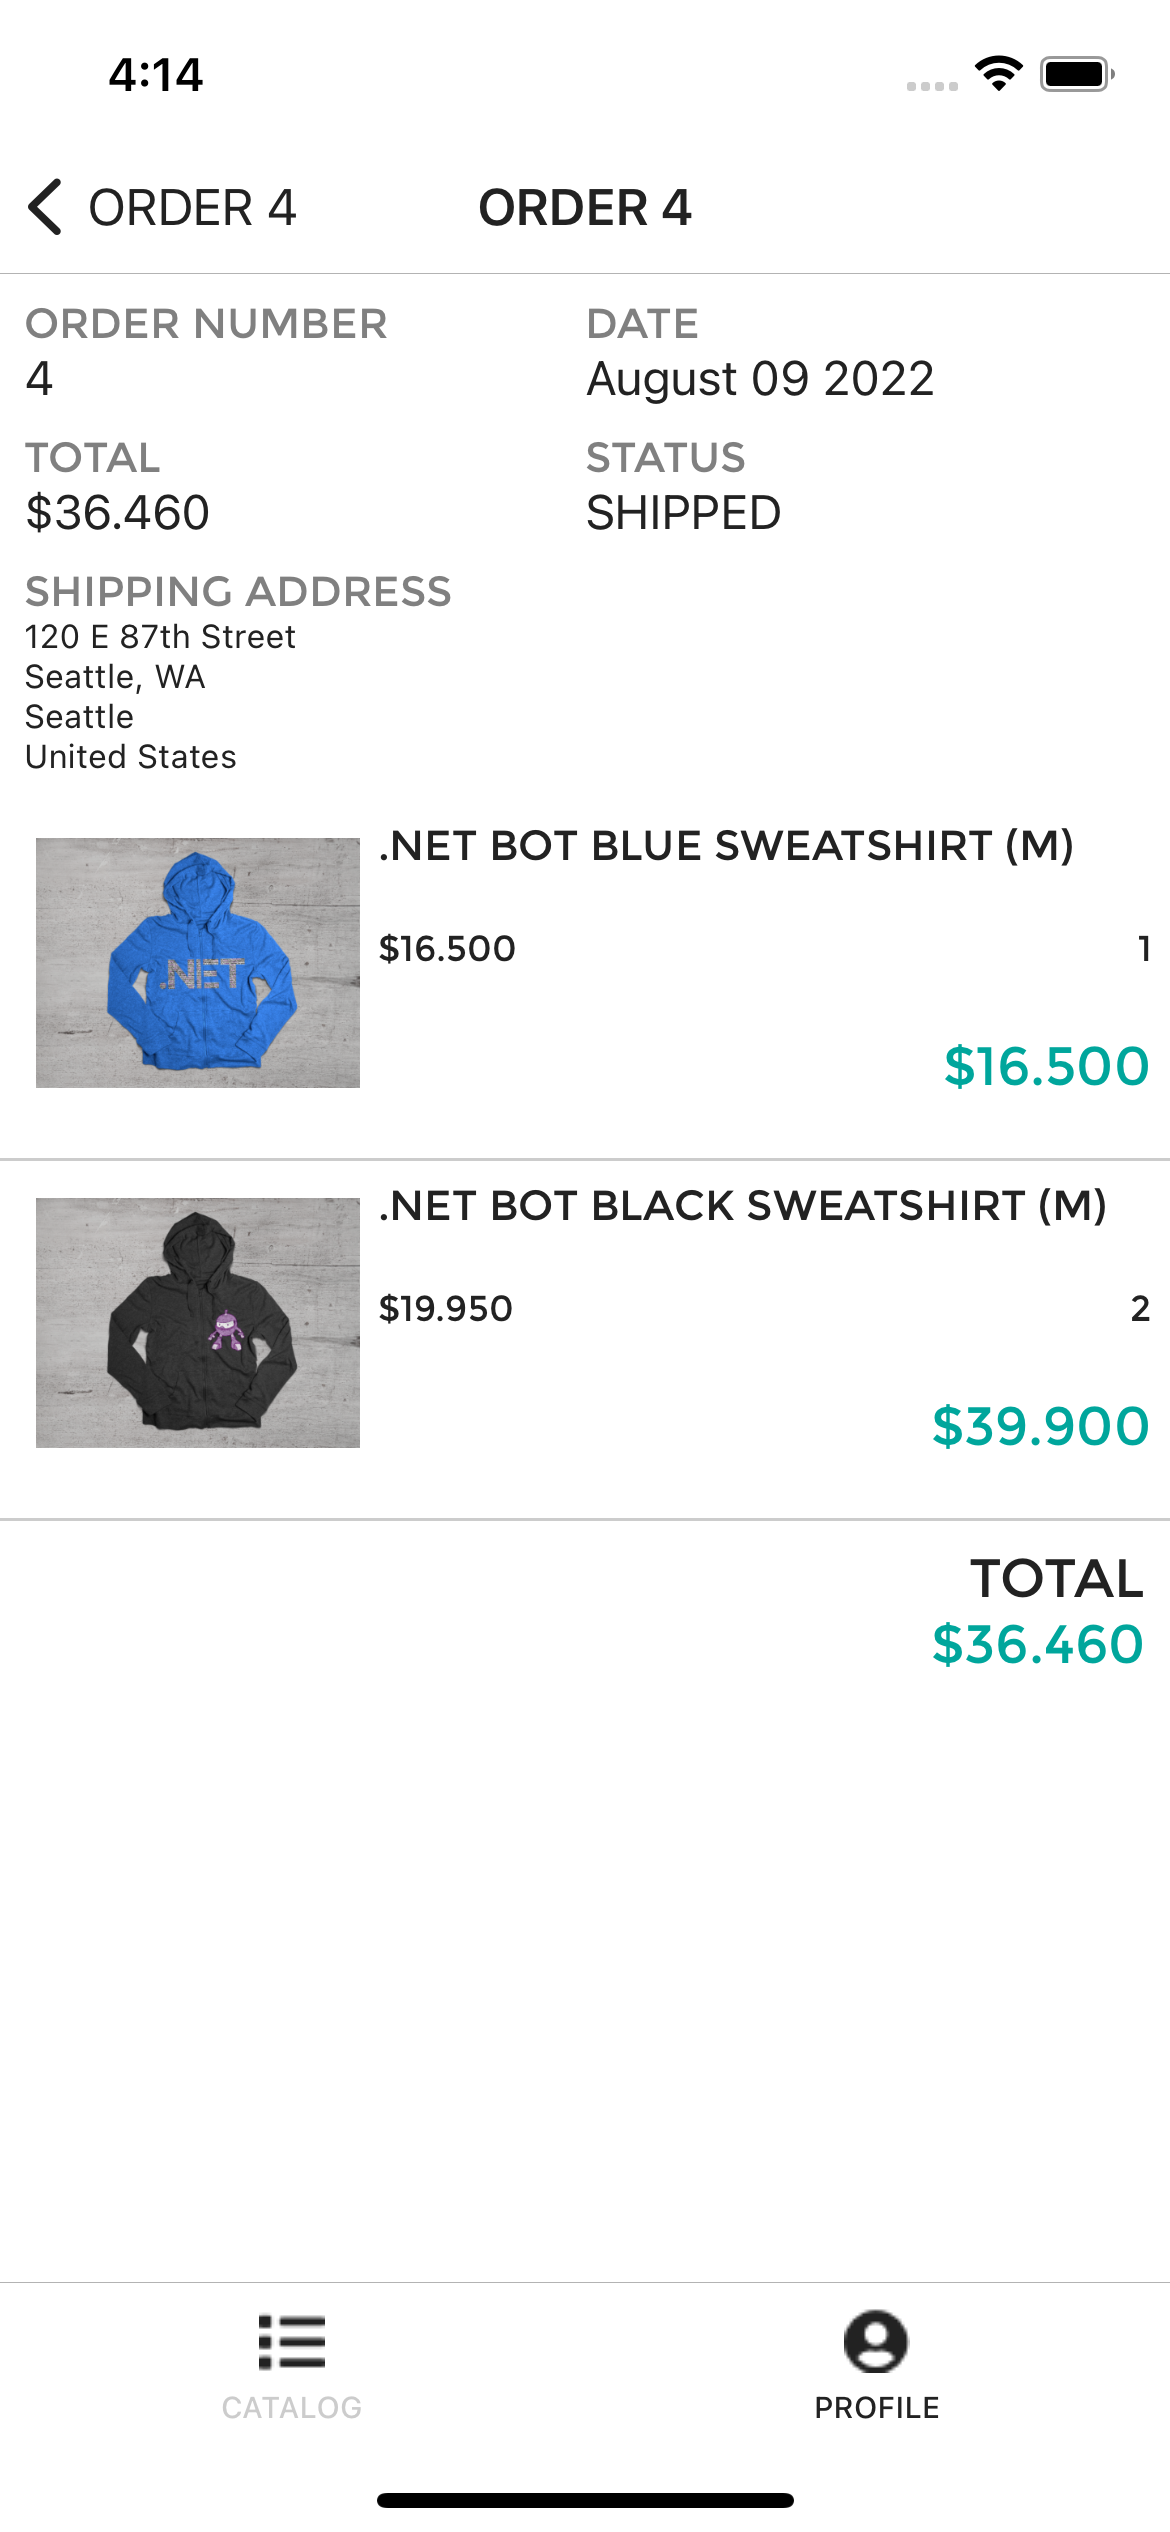 4:14
ORDER 4
ORDER 4
ORDER NUMBER
DATE
4
August 09 2022
TOTAL
STATUS
$36.460
SHIPPED
SHIPPING ADDRESS
120 E 87th Street
Seattle, WA
Seattle
United States
.NET BOT BLUE SWEATSHIRT (M)
.NET
$16.500
1
$16.500
.NET BOT BLACK SWEATSHIRT (M)
$19.950
2
$39.900
TOTAL
$36.460
CATALOG
PROFILE